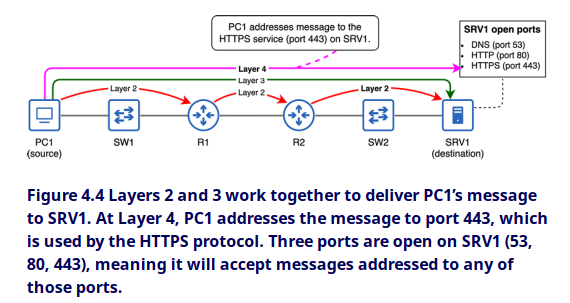 PC1 addresses message to the
HTTPS service (port 443) on SRV1.
SRV1 open ports
• DNS (port 53)
• HTTP (port 80)
• HTTPS (port 443)
Layer 4
Layer 3
Layer 2
Layer 2
Layer 2
PC1
(source)
SW1
R1
R2
SW2
SRV1
(destination)
Figure 4.4 Layers 2 and 3 work together to deliver PC1’s message
to SRV1. At Layer 4, PC1 addresses the message to port 443, which
is used by the HTTPS protocol. Three ports are open on SRV1 (53,
80, 443), meaning it will accept messages addressed to any of
those ports.